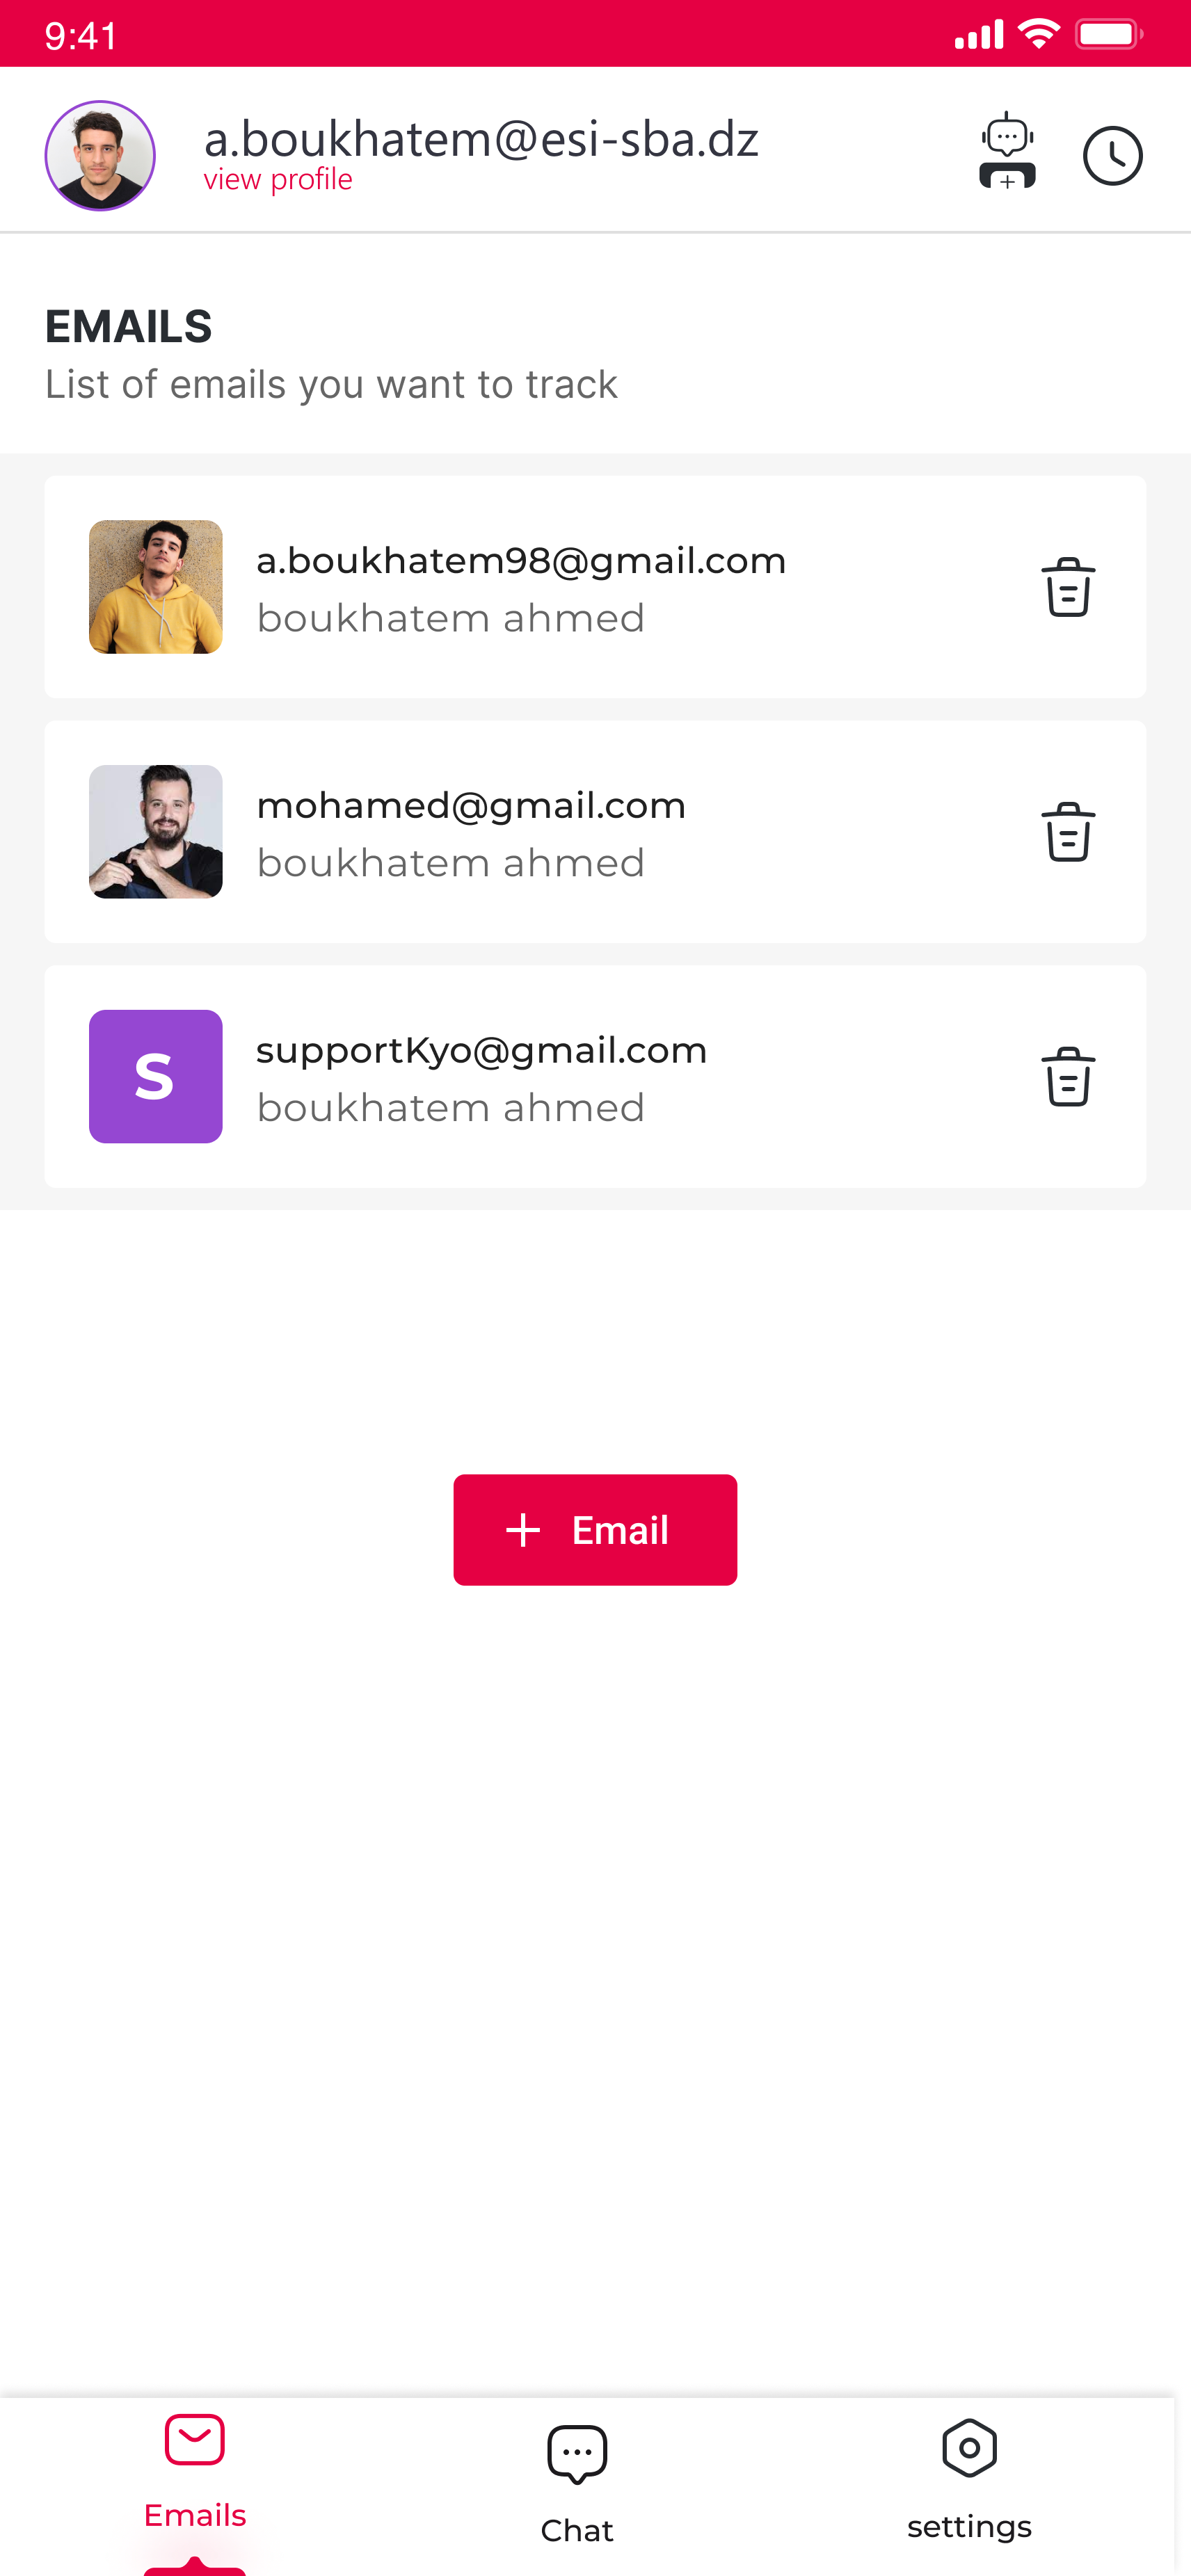 9:41
a.boukhatem@esi-sba.dz
view profile
EMAILS
List of emails you want to track
a.boukhatem98@gmail.com
boukhatem ahmed
mohamed@gmail.com
boukhatem ahmed
S
supportKyo@gmail.com
boukhatem ahmed
+ Email
Emails
Chat
settings